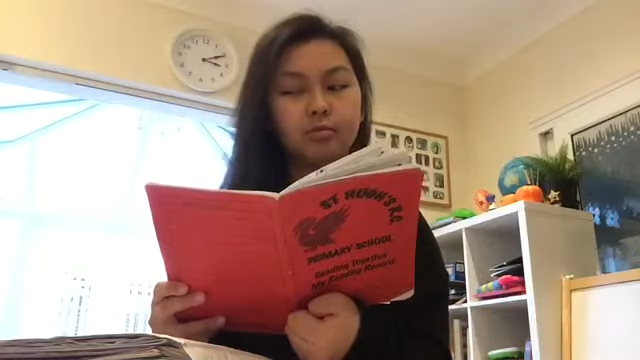 ST HUGH'S R.C.
PRIMARY SCHOOL
Reading Together
My Reading Record